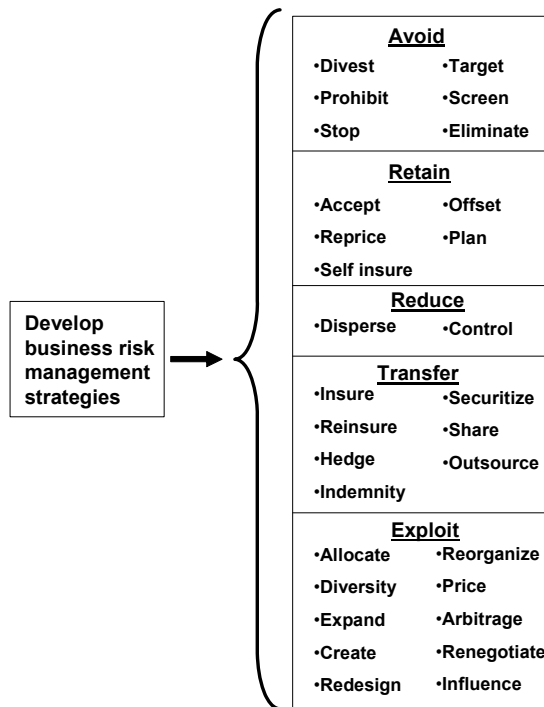 Develop
business risk
management
strategies
Avoid
•Divest •Target
•Prohibit •Screen
•Stop •Eliminate
Retain
•Accept •Offset
•Reprice •Plan
•Self insure
Reduce
•Disperse •Control
Transfer
•Insure •Securitize
•Reinsure •Share
•Hedge •Outsource
•Indemnity
Exploit
•Allocate •Reorganize
•Diversity •Price
•Expand •Arbitrage
•Create •Renegotiate
•Redesign •Influence